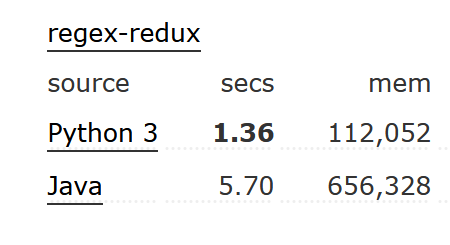 regex-redux
source secs mem
Python 3 1.36 112,052
Java 5.70 656,328